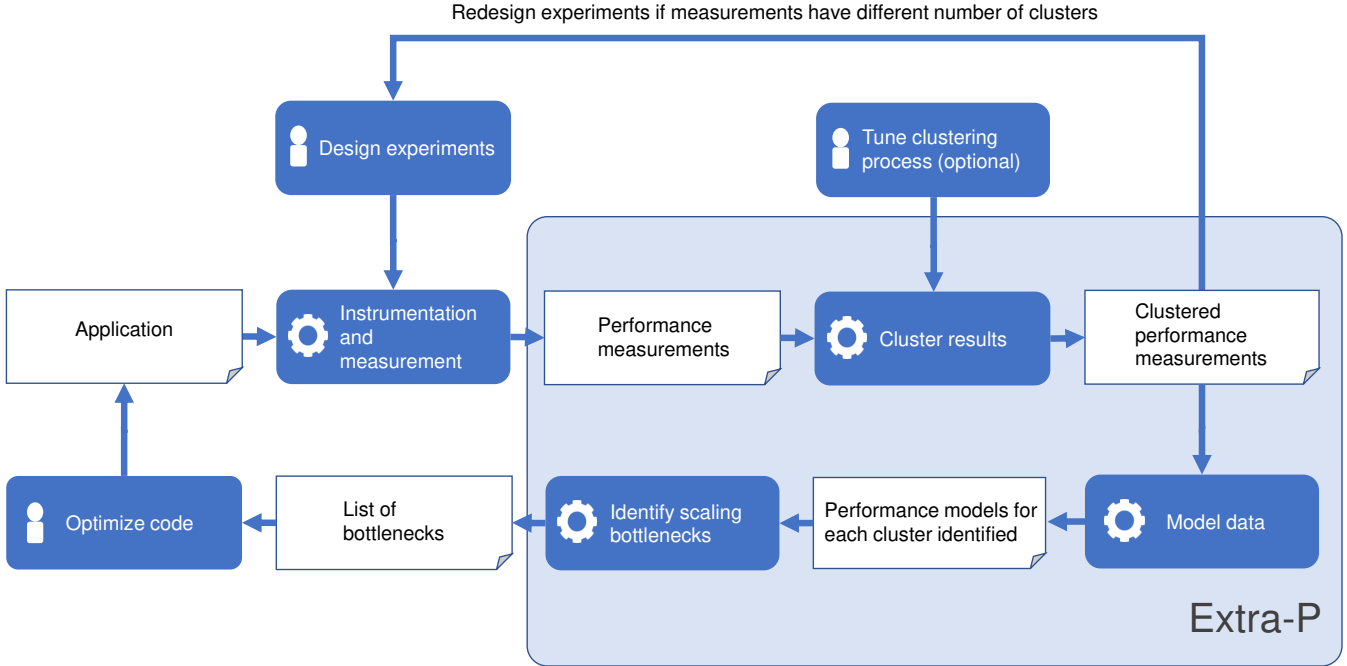 Redesign experiments if measurements have different number of clusters
Design experiments
Tune clustering
process (optional)
Application
Instrumentation
and
measurement
Performance
measurements
Cluster results
Clustered
performance
measurements
Optimize code
List of
bottlenecks
Identify scaling
bottlenecks
Performance models for
each cluster identified
Model data
Extra-P